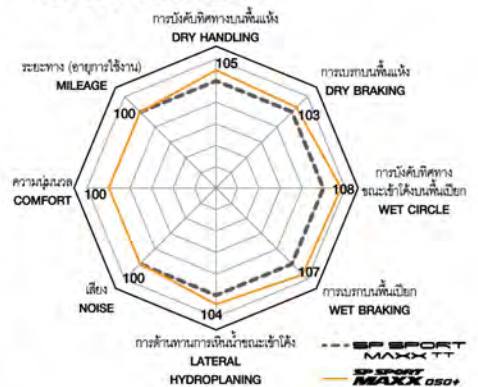 การบังคับทิศทางบนพื้นแห้ง
DRY HANDLING
105
ระยะทาง (อายุการใช้งาน)
MILEAGE
100
การเบรกบนพื้นแห้ง
DRY BRAKING
103
ความนุ่มนวล
COMFORT
100
การบังคับทิศทาง
ขณะเข้าโค้งบนพื้นเปียก
WET CIRCLE
108
เสียง
NOISE
100
การเบรกบนพื้นเปียก
WET BRAKING
107
104
การต้านทานการเหินน้ำขณะเข้าโค้ง
LATERAL
HYDROPLANING
SP SPORT
MAXX TT
SP SPORT
MAXX 050+